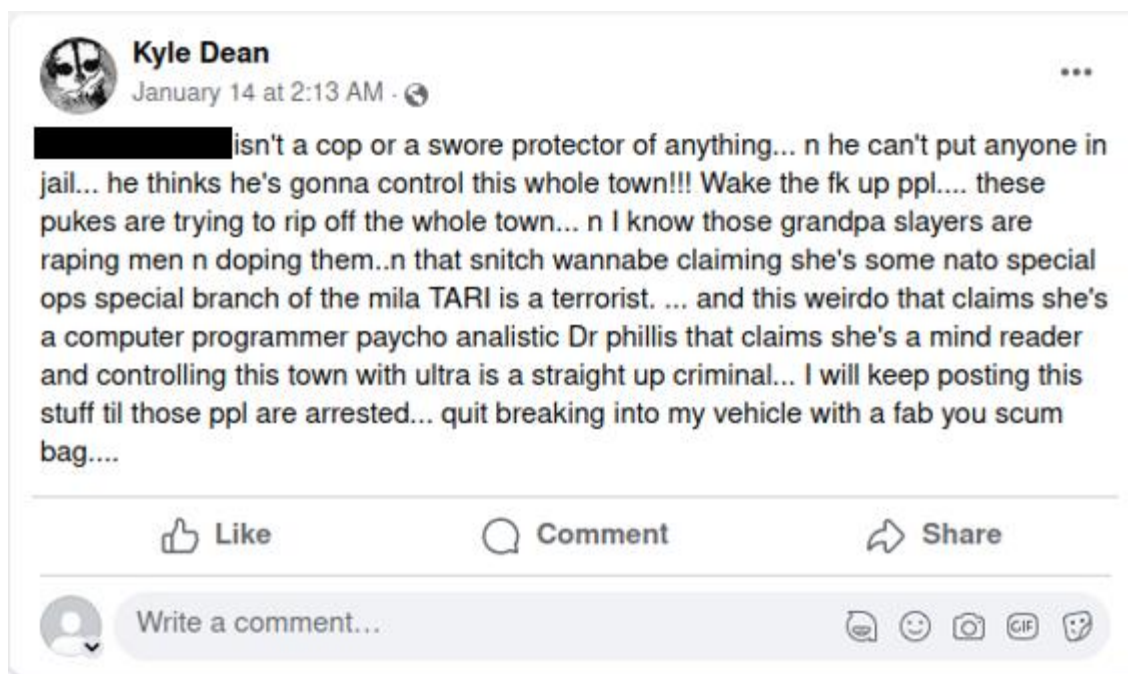 Kyle Dean
January 14 at 2:13 AM ·
isn't a cop or a swore protector of anything... n he can't put anyone in
jail... he thinks he's gonna control this whole town!!! Wake the fk up ppl.... these
pukes are trying to rip off the whole town... n I know those grandpa slayers are
raping men n doping them..n that snitch wannabe claiming she's some nato special
ops special branch of the mila TARI is a terrorist. ... and this weirdo that claims she's
a computer programmer paycho analistic Dr phillis that claims she's a mind reader
and controlling this town with ultra is a straight up criminal... I will keep posting this
stuff til those ppl are arrested... quit breaking into my vehicle with a fab you scum
bag....
Like Comment Share
Write a comment... GIF